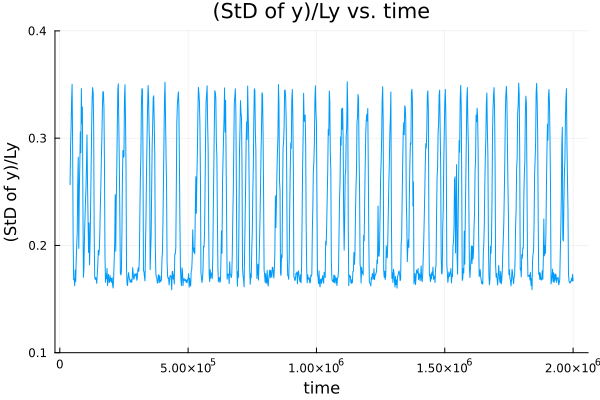 (StD of y)/Ly vs. time
(StD of y)/Ly
0.4
0.3
0.2
0.1
0 5.00×10⁵ 1.00×10⁶ 1.50×10⁶ 2.00×10⁶
time